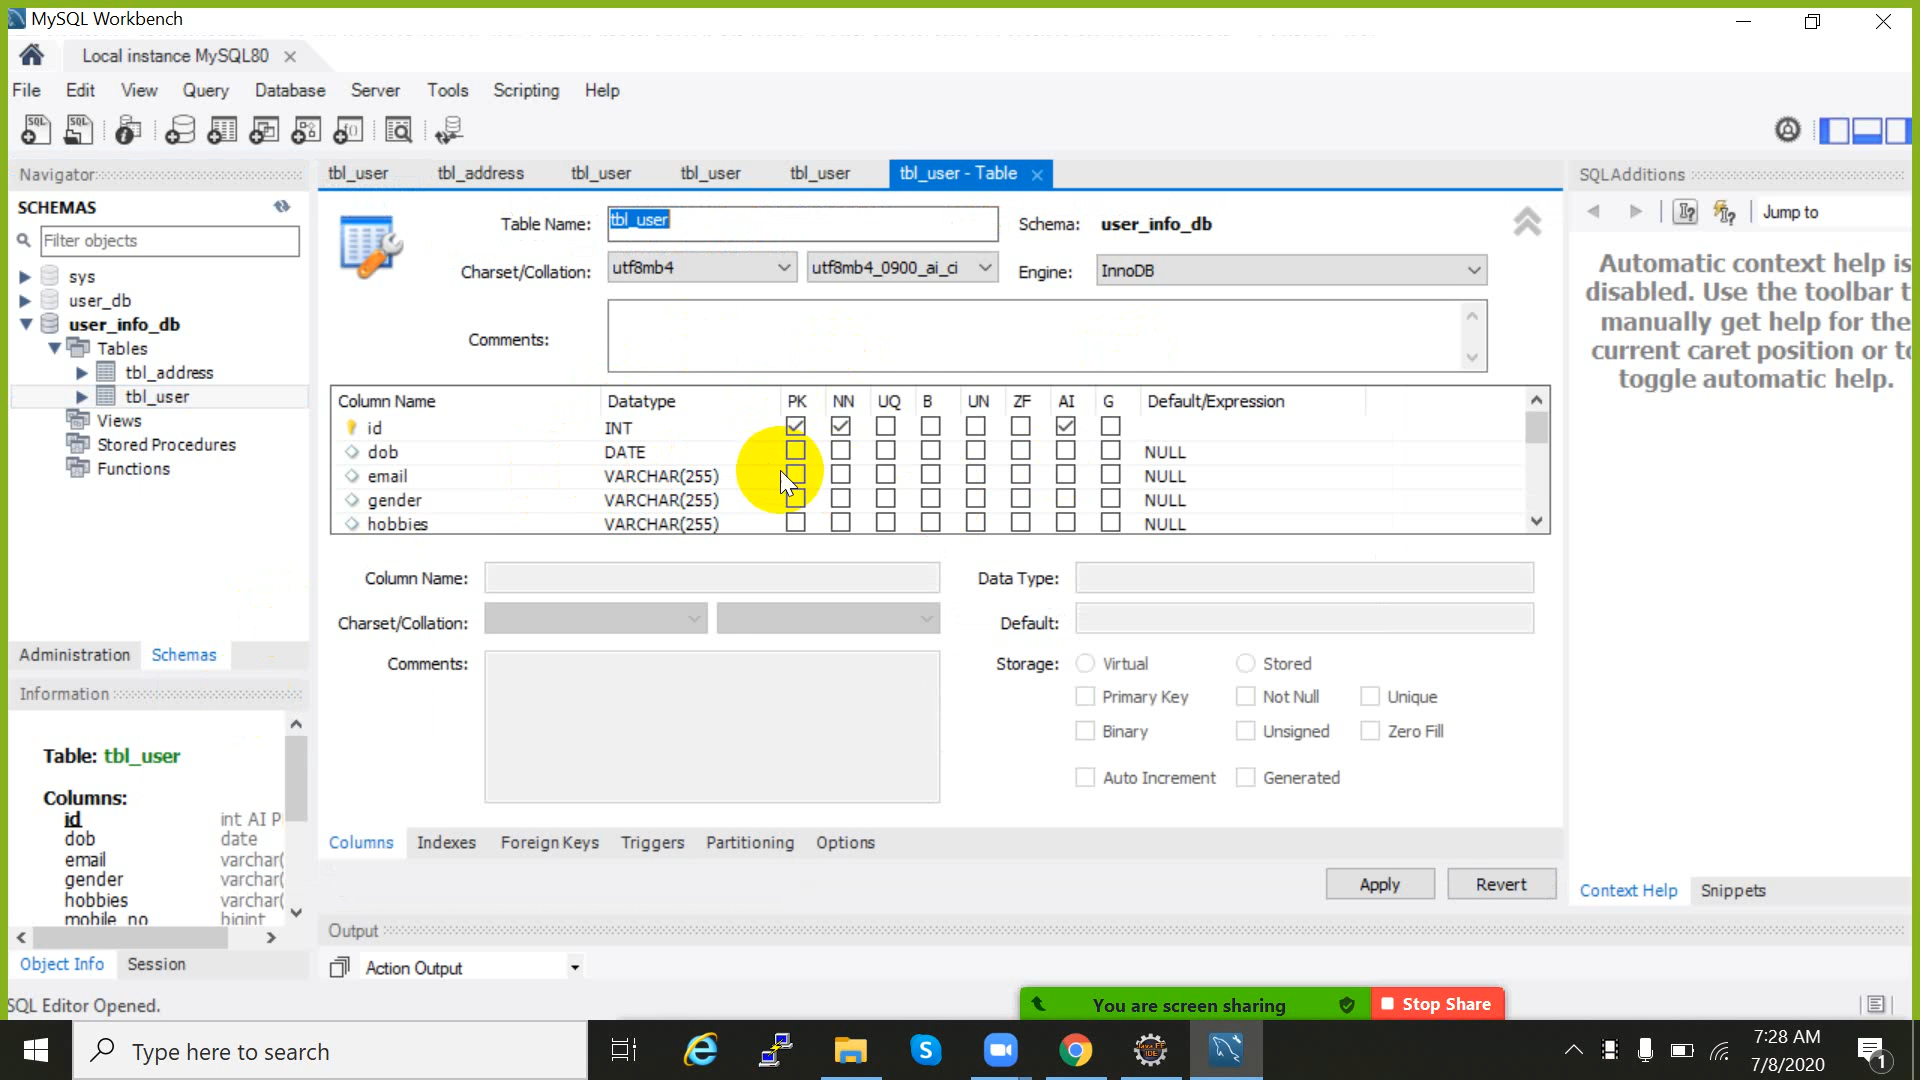 MySQL Workbench
Local instance MySQL80
File Edit View Query Database Server Tools Scripting Help
Navigator
SCHEMAS
Filter objects
sys
user_db
user_info_db
Tables
tbl_address
tbl_user
Views
Stored Procedures
Functions
Administration Schemas
Information
Table: tbl_user
Columns:
id int AI P
dob date
email varchar(
gender varchar(
hobbies varchar(
mobile_no bigint
Object Info Session
SQL Editor Opened.
tbl_user tbl_address tbl_user tbl_user tbl_user tbl_user - Table
Table Name: tbl_user Schema: user_info_db
Charset/Collation: utf8mb4 utf8mb4_0900_ai_ci Engine: InnoDB
Comments:
Column Name Datatype PK NN UQ B UN ZF AI G Default/Expression
id INT
dob DATE NULL
email VARCHAR(255) NULL
gender VARCHAR(255) NULL
hobbies VARCHAR(255) NULL
Column Name: Data Type:
Charset/Collation: Default:
Comments: Storage: Virtual Stored
Primary Key Not Null Unique
Binary Unsigned Zero Fill
Auto Increment Generated
Columns Indexes Foreign Keys Triggers Partitioning Options
Apply Revert
Output
Action Output
SQLAdditions
Jump to
Automatic context help is
disabled. Use the toolbar t
manually get help for the
current caret position or to
toggle automatic help.
Context Help Snippets
You are screen sharing Stop Share
Type here to search
7:28 AM
7/8/2020
1